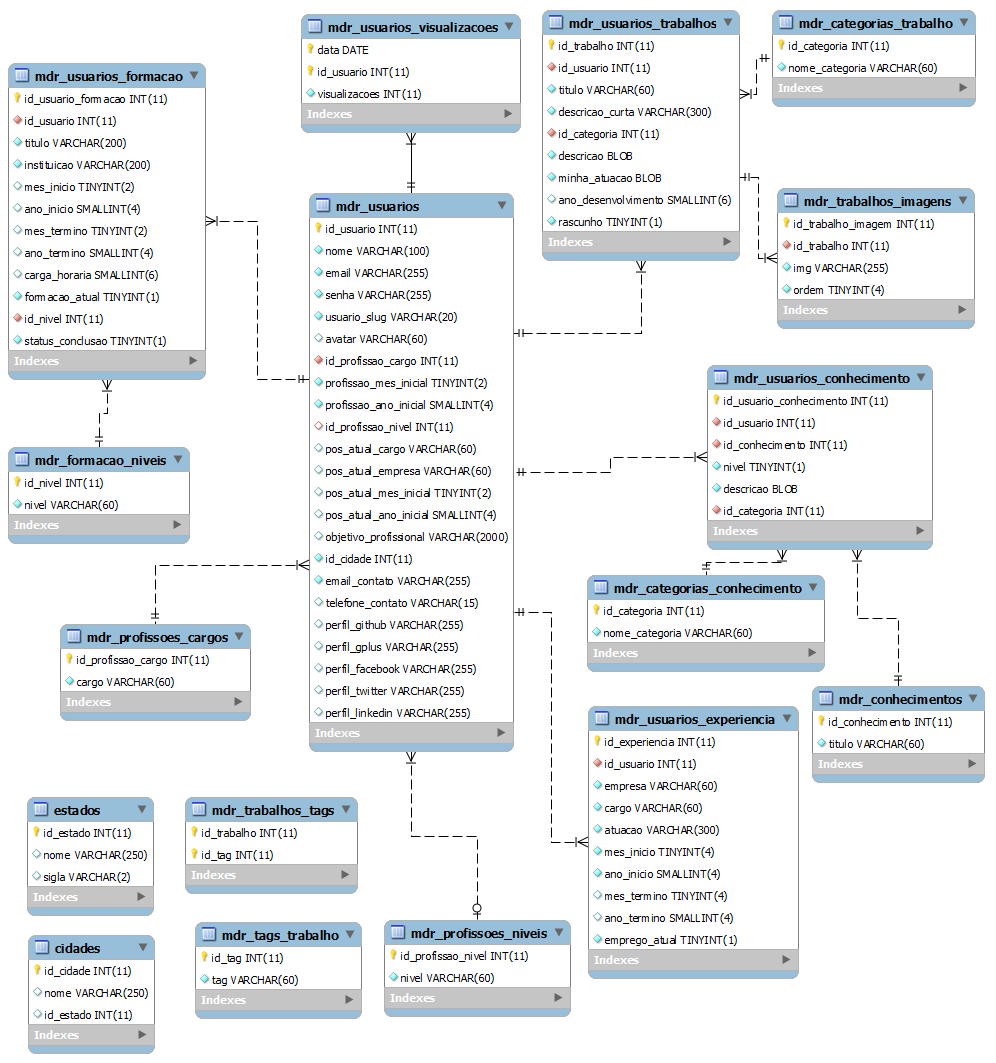 mdr_usuarios_visualizacoes
data DATE
id_usuario INT(11)
visualizacoes INT(11)
Indexes
mdr_usuarios_trabalhos
id_trabalho INT(11)
id_usuario INT(11)
titulo VARCHAR(60)
descricao_curta VARCHAR(300)
id_categoria INT(11)
descricao BLOB
minha_atuacao BLOB
ano_desenvolvimento SMALLINT(6)
rascunho TINYINT(1)
Indexes
mdr_categorias_trabalho
id_categoria INT(11)
nome_categoria VARCHAR(60)
Indexes
mdr_usuarios_formacao
id_usuario_formacao INT(11)
id_usuario INT(11)
titulo VARCHAR(200)
instituicao VARCHAR(200)
mes_inicio TINYINT(2)
ano_inicio SMALLINT(4)
mes_termino TINYINT(2)
ano_termino SMALLINT(4)
carga_horaria SMALLINT(6)
formacao_atual TINYINT(1)
id_nivel INT(11)
status_conclusao TINYINT(1)
Indexes
mdr_usuarios
id_usuario INT(11)
nome VARCHAR(100)
email VARCHAR(255)
senha VARCHAR(255)
usuario_slug VARCHAR(20)
avatar VARCHAR(60)
id_profissao_cargo INT(11)
profissao_mes_inicial TINYINT(2)
profissao_ano_inicial SMALLINT(4)
id_profissao_nivel INT(11)
pos_atual_cargo VARCHAR(60)
pos_atual_empresa VARCHAR(60)
pos_atual_mes_inicial TINYINT(2)
pos_atual_ano_inicial SMALLINT(4)
objetivo_profissional VARCHAR(2000)
id_cidade INT(11)
email_contato VARCHAR(255)
telefone_contato VARCHAR(15)
perfil_github VARCHAR(255)
perfil_gplus VARCHAR(255)
perfil_facebook VARCHAR(255)
perfil_twitter VARCHAR(255)
perfil_linkedin VARCHAR(255)
Indexes
mdr_trabalhos_imagens
id_trabalho_imagem INT(11)
id_trabalho INT(11)
img VARCHAR(255)
ordem TINYINT(4)
Indexes
mdr_usuarios_conhecimento
id_usuario_conhecimento INT(11)
id_usuario INT(11)
id_conhecimento INT(11)
nivel TINYINT(1)
descricao BLOB
id_categoria INT(11)
Indexes
mdr_formacao_niveis
id_nivel INT(11)
nivel VARCHAR(60)
Indexes
mdr_categorias_conhecimento
id_categoria INT(11)
nome_categoria VARCHAR(60)
Indexes
mdr_profissoes_cargos
id_profissao_cargo INT(11)
cargo VARCHAR(60)
Indexes
mdr_conhecimentos
id_conhecimento INT(11)
titulo VARCHAR(60)
Indexes
mdr_usuarios_experiencia
id_experiencia INT(11)
id_usuario INT(11)
empresa VARCHAR(60)
cargo VARCHAR(60)
atuacao VARCHAR(300)
mes_inicio TINYINT(4)
ano_inicio SMALLINT(4)
mes_termino TINYINT(4)
ano_termino SMALLINT(4)
emprego_atual TINYINT(1)
Indexes
estados
id_estado INT(11)
nome VARCHAR(250)
sigla VARCHAR(2)
Indexes
mdr_trabalhos_tags
id_trabalho INT(11)
id_tag INT(11)
Indexes
mdr_tags_trabalho
id_tag INT(11)
tag VARCHAR(60)
Indexes
mdr_profissoes_niveis
id_profissao_nivel INT(11)
nivel VARCHAR(60)
Indexes
cidades
id_cidade INT(11)
nome VARCHAR(250)
id_estado INT(11)
Indexes